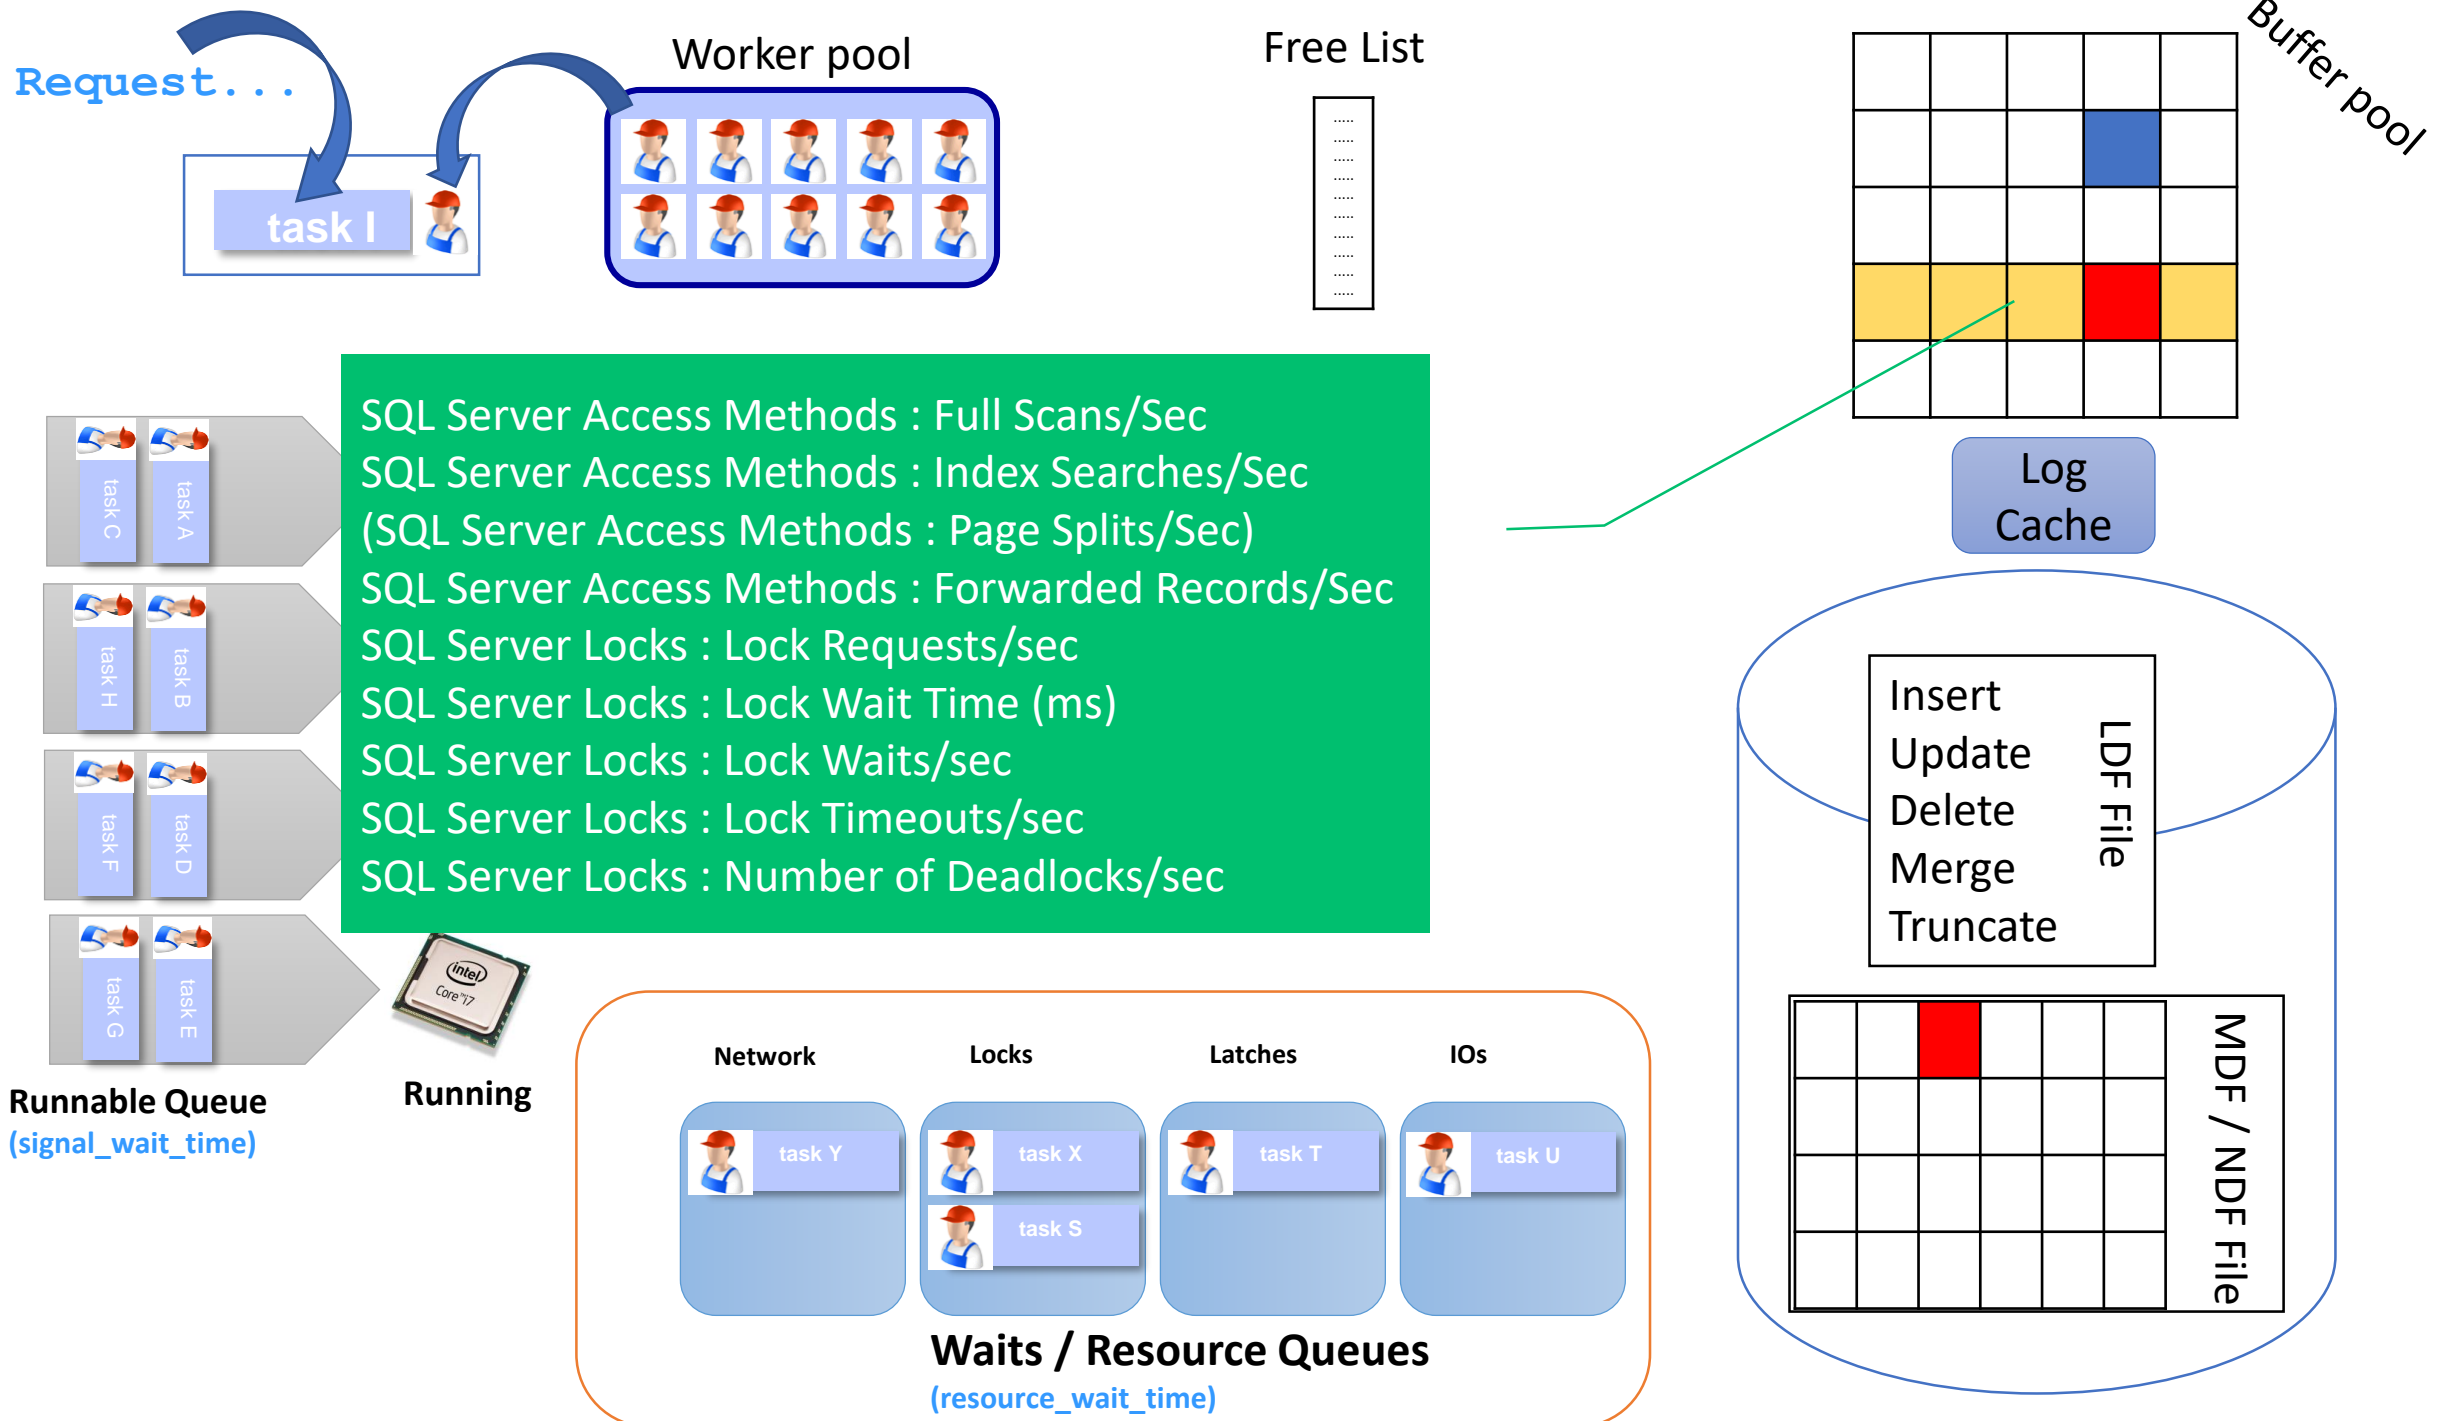 Request...
Worker pool
Free List
Buffer pool
task I
SQL Server Access Methods : Full Scans/Sec
SQL Server Access Methods : Index Searches/Sec
(SQL Server Access Methods : Page Splits/Sec)
SQL Server Access Methods : Forwarded Records/Sec
SQL Server Locks : Lock Requests/sec
SQL Server Locks : Lock Wait Time (ms)
SQL Server Locks : Lock Waits/sec
SQL Server Locks : Lock Timeouts/sec
SQL Server Locks : Number of Deadlocks/sec
task C
task A
task H
task B
task F
task D
task G
task E
intel
Core™i7
Runnable Queue
(signal_wait_time)
Running
Log
Cache
Insert
Update
Delete
Merge
Truncate
LDF File
MDF / NDF File
Network
Locks
Latches
IOs
task Y
task X
task T
task U
task S
Waits / Resource Queues
(resource_wait_time)
.....
.....
.....
.....
.....
.....
.....
.....
.....
.....